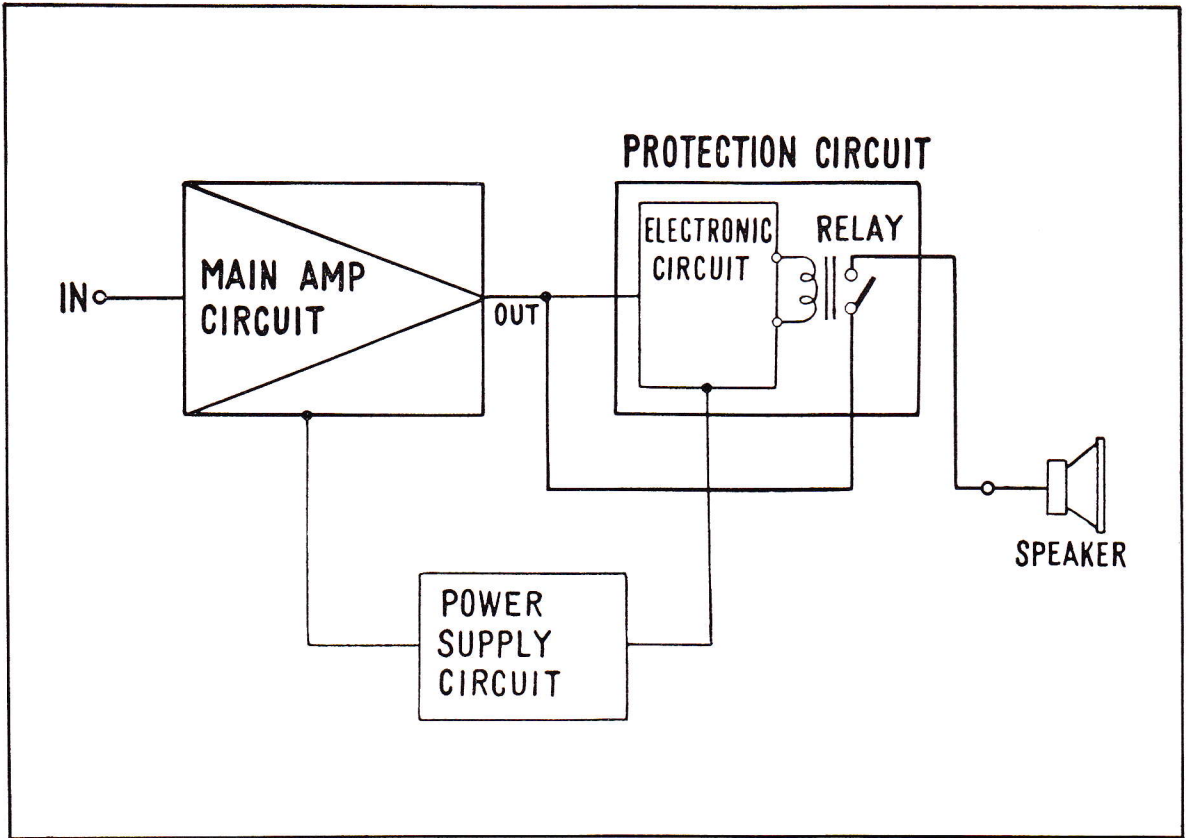 PROTECTION CIRCUIT
ELECTRONIC
CIRCUIT
RELAY
IN
MAIN AMP
CIRCUIT
OUT
SPEAKER
POWER
SUPPLY
CIRCUIT